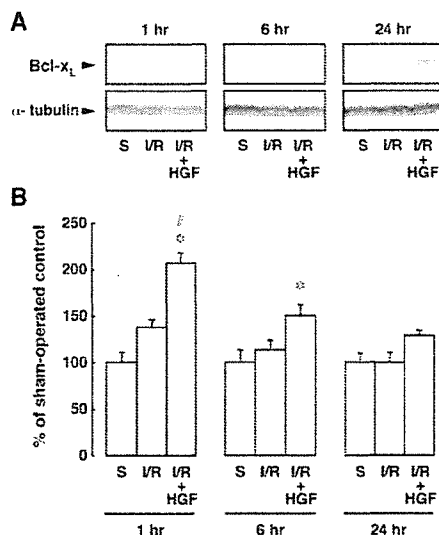 A
1 hr 6 hr 24 hr
Bcl-xL
α- tubulin
S I/R I/R + HGF S I/R I/R + HGF S I/R I/R + HGF
B
% of sham-operated control
250
200
150
100
50
0
#
*
*
S I/R I/R + HGF S I/R I/R + HGF S I/R I/R + HGF
1 hr 6 hr 24 hr